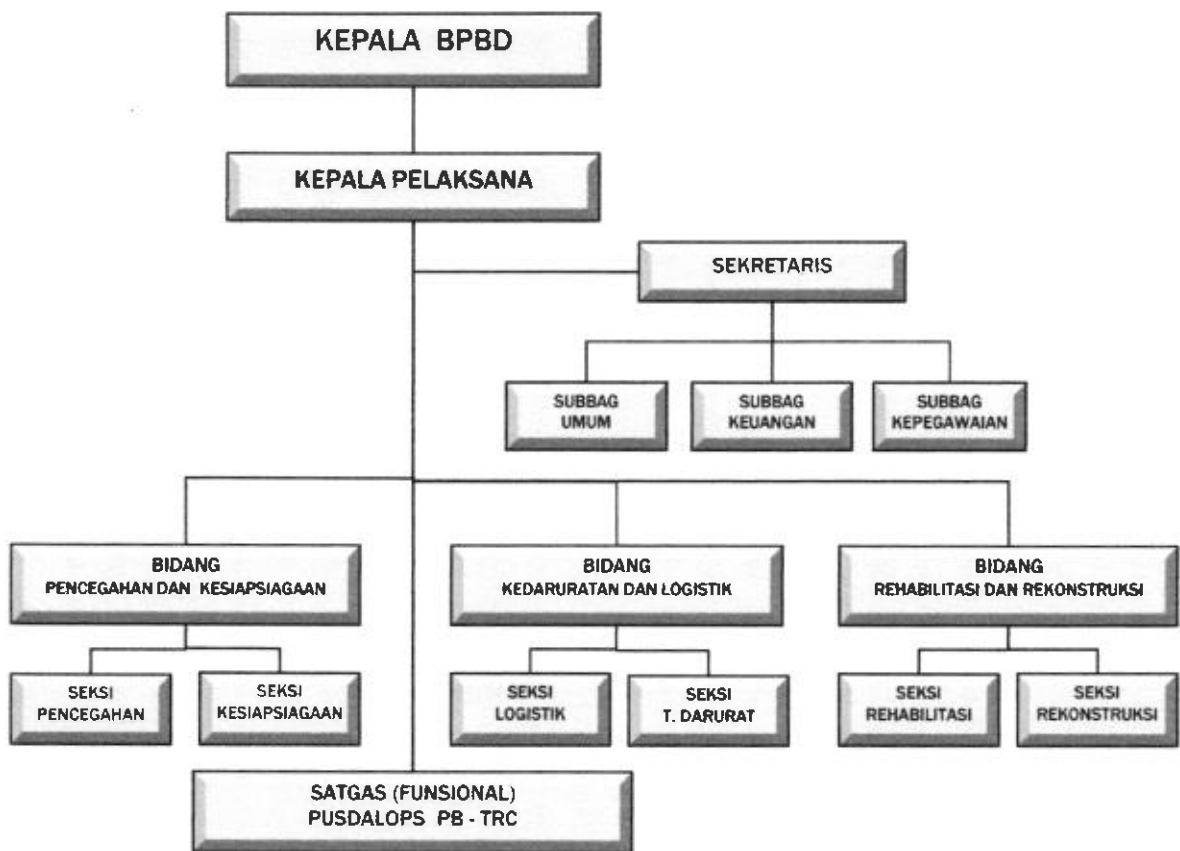 KEPALA BPBD
KEPALA PELAKSANA
SEKRETARIS
SUBBAG
UMUM
SUBBAG
KEUANGAN
SUBBAG
KEPEGAWAIAN
BIDANG
PENCEGAHAN DAN KESIAPSIAGAAN
BIDANG
KEDARURATAN DAN LOGISTIK
BIDANG
REHABILITASI DAN REKONSTRUKSI
SEKSI
PENCEGAHAN
SEKSI
KESIAPSIAGAAN
SEKSI
LOGISTIK
SEKSI
T. DARURAT
SEKSI
REHABILITASI
SEKSI
REKONSTRUKSI
SATGAS (FUNSIONAL)
PUSDALOPS PB - TRC